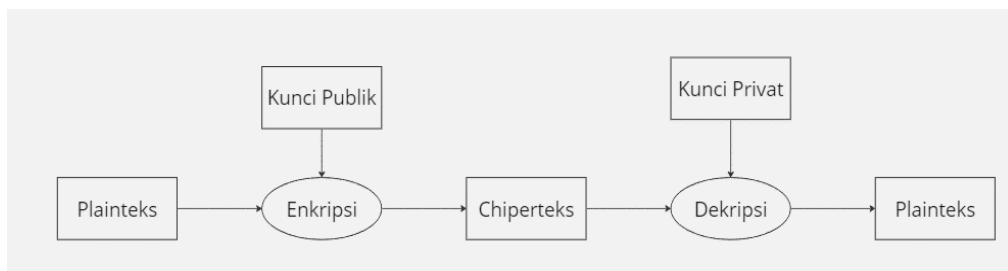 Kunci Publik
Kunci Privat
Plainteks
Enkripsi
Chiperteks
Dekripsi
Plainteks